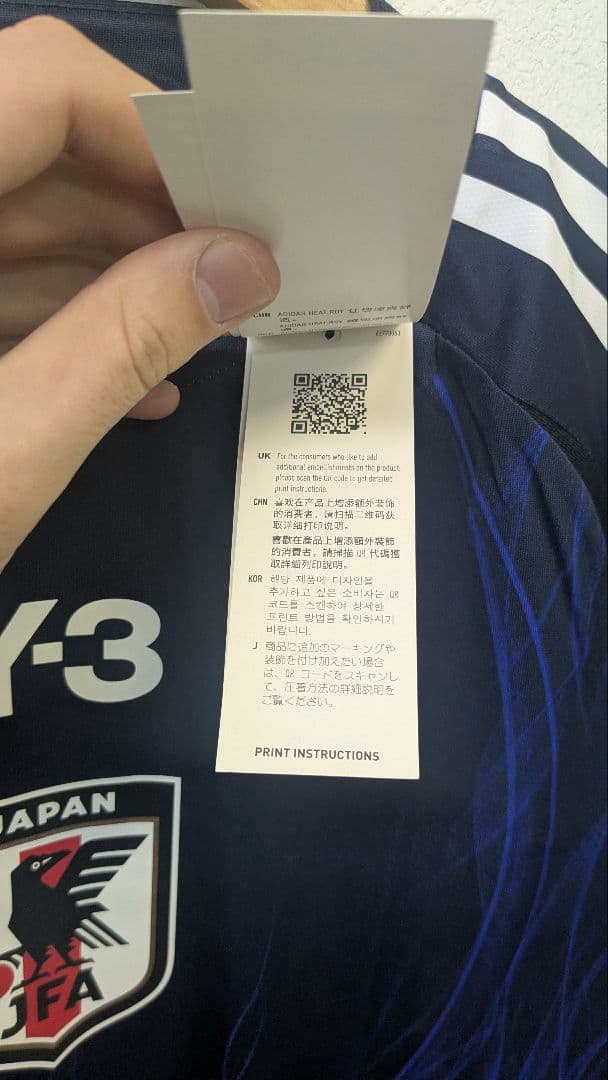 CHN ADIDAS HEAT.RDY
ADIDAS HEAT.RDY
UK For the consumers who like to add
additional embellishments on the product,
please scan the QR code to get detailed
print instructions.
CHN 喜欢在产品上增添额外装饰
的消费者，请扫描二维码获
取详细打印说明。
喜歡在產品上增添額外裝飾
的消費者，請掃描 QR 代碼獲
取詳細列印說明。
KOR 해당 제품에 디자인을
추가하고 싶은 소비자는 QR
코드를 스캔하여 상세한
프린트 방법을 확인하시기
바랍니다.
J 商品に追加のマーキングや
装飾を付け加えたい場合
は、QR コードをスキャンし
て、圧着方法の詳細説明を
ご覧ください。
PRINT INSTRUCTIONS
Y-3
JAPAN
JFA